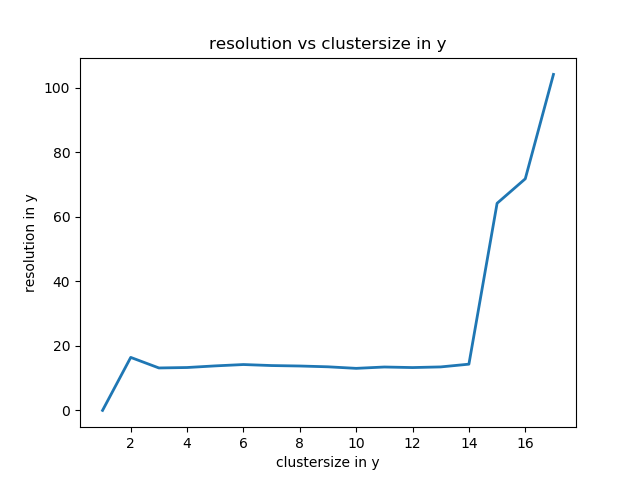 resolution vs clustersize in y
100
80
60
40
20
0
resolution in y
2 4 6 8 10 12 14 16
clustersize in y